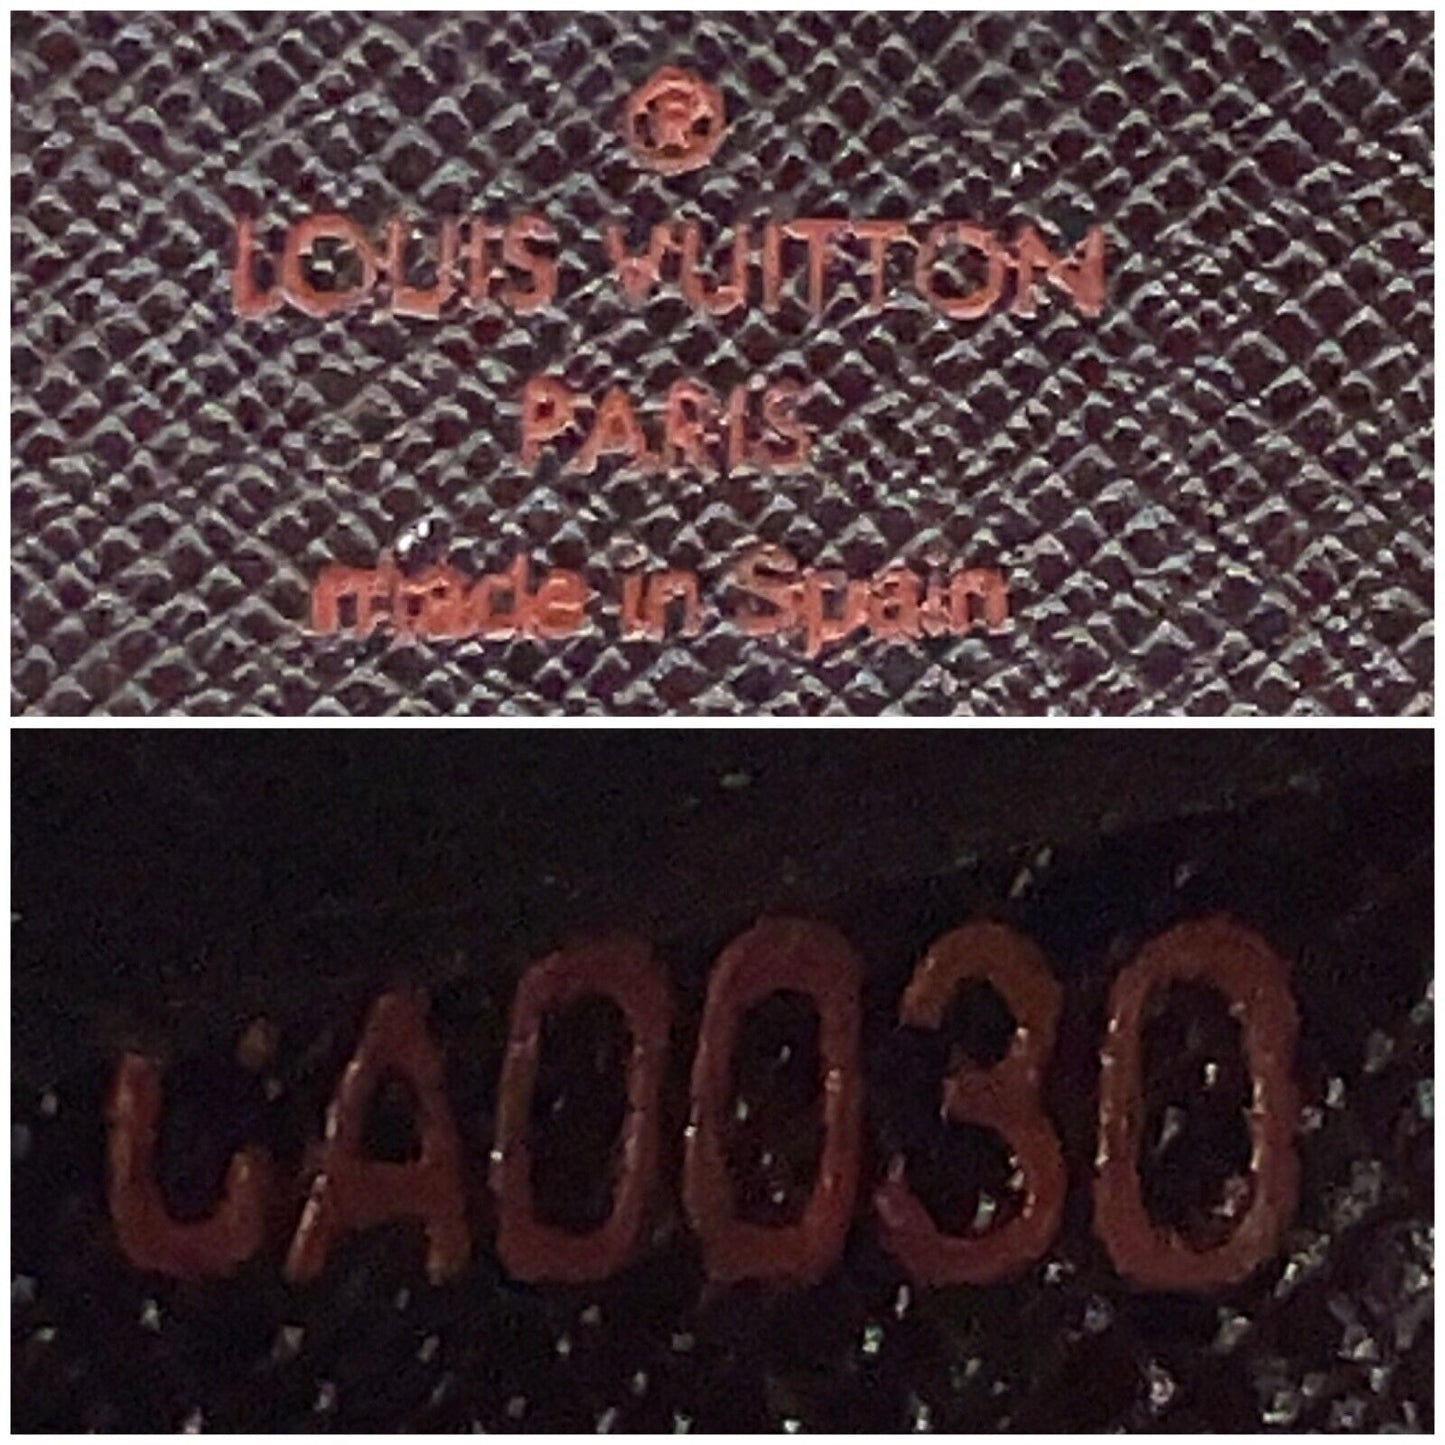 ®
LOUIS VUITTON
PARIS
made in Spain
CA0030